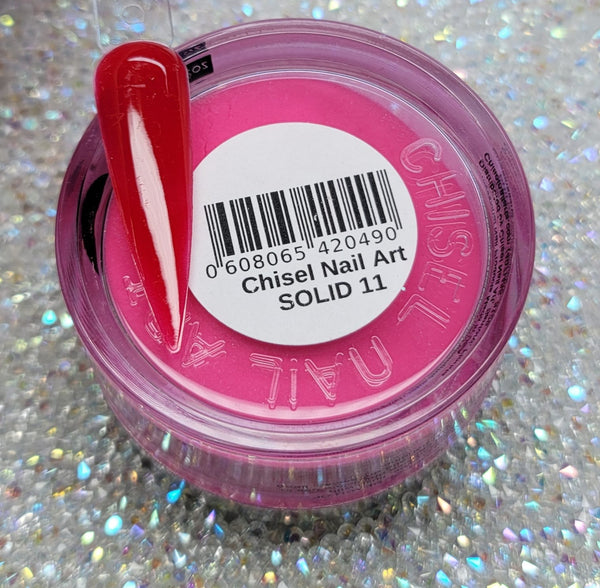 0 608065 420490
Chisel Nail Art
SOLID 11
CHISEL NAIL ART